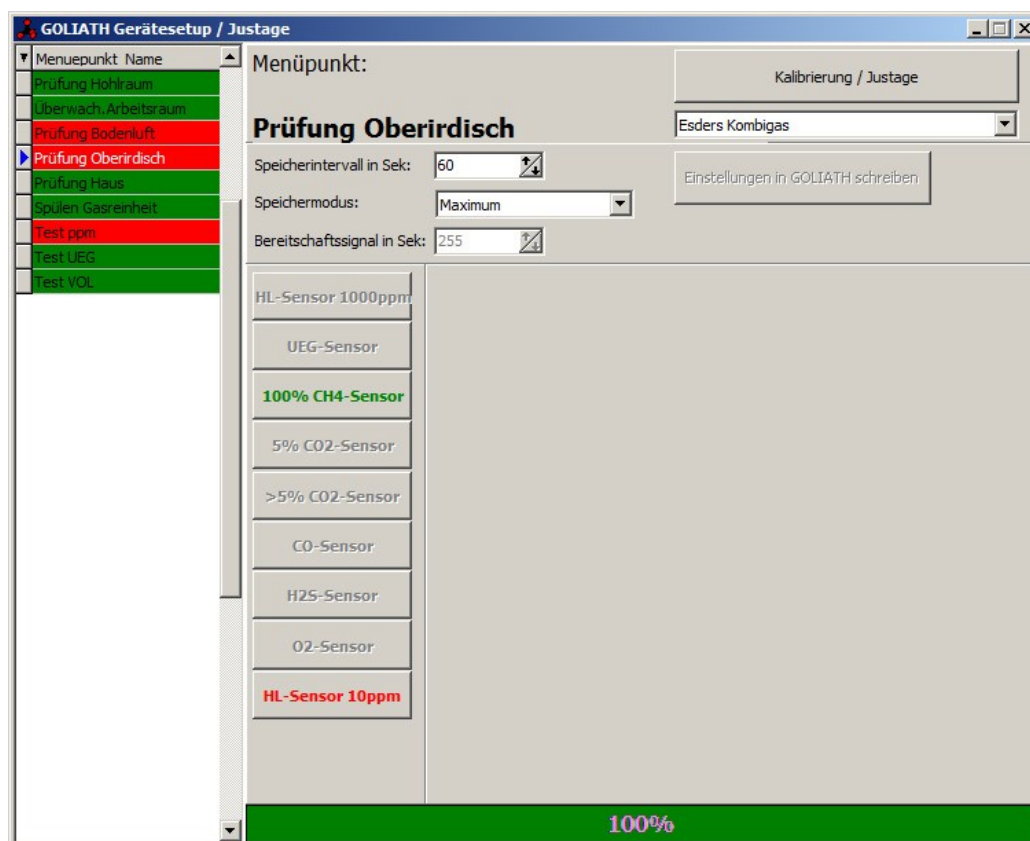 GOLIATH Gerätesetup / Justage
Menuepunkt Name
Prüfung Hohlraum
Überwach.Arbeitsraum
Prüfung Bodenluft
Prüfung Oberirdisch
Prüfung Haus
Spülen Gasreinheit
Test ppm
Test UEG
Test VOL
Menüpunkt:
Kalibrierung / Justage
Prüfung Oberirdisch
Esders Kombigas
Speicherintervall in Sek: 60
Einstellungen in GOLIATH schreiben
Speichermodus: Maximum
Bereitschaftssignal in Sek: 255
HL-Sensor 1000ppm
UEG-Sensor
100% CH4-Sensor
5% CO2-Sensor
>5% CO2-Sensor
CO-Sensor
H2S-Sensor
O2-Sensor
HL-Sensor 10ppm
100%